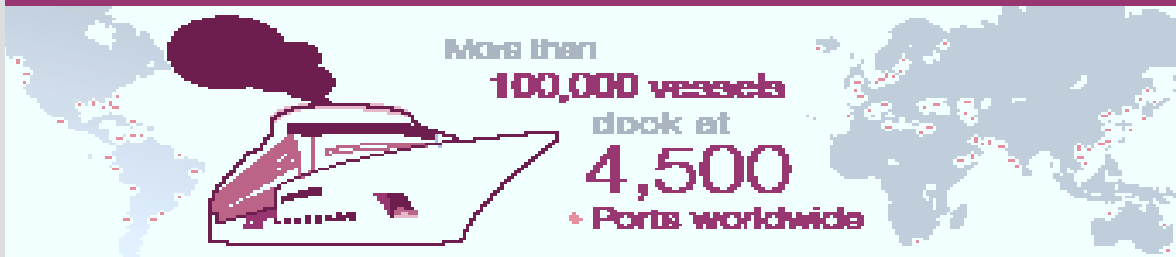 More than
100,000 vessels
dock at
4,500
Ports worldwide